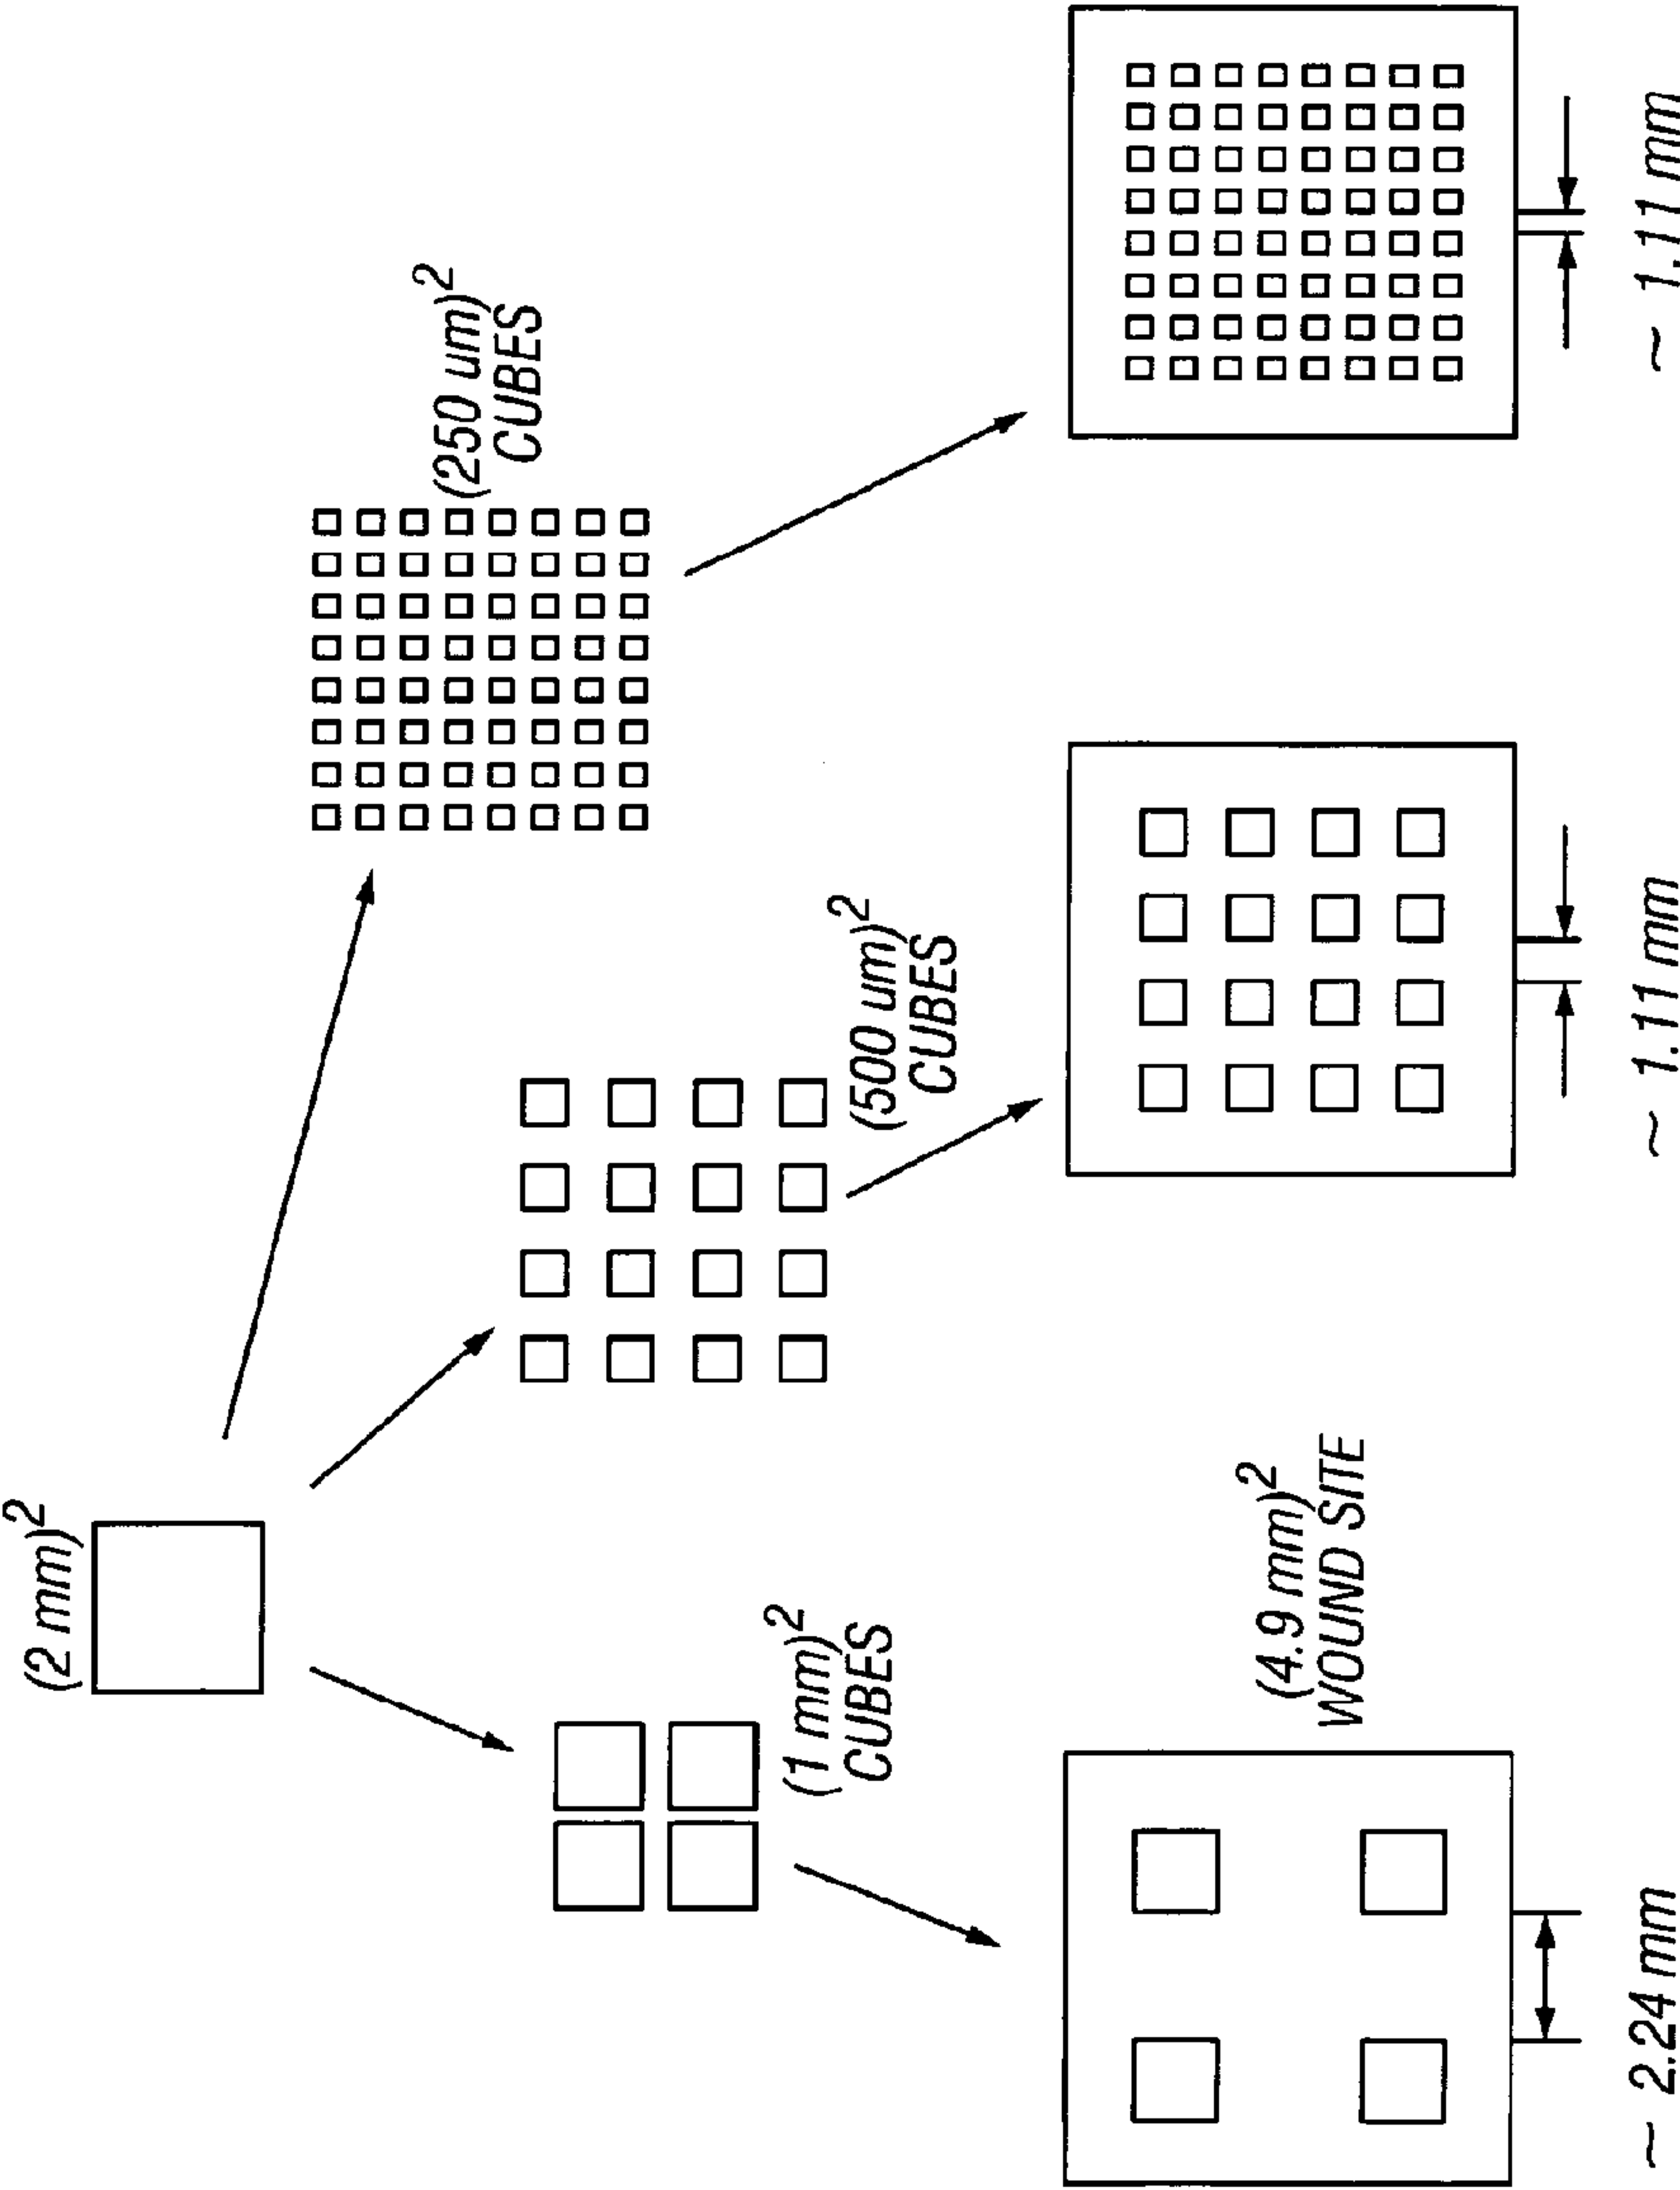 (2 mm)²
(250 um)²
CUBES
(500 um)²
CUBES
(1 mm)²
CUBES
(4.9 mm)²
WOUND SITE
~ 2.24 mm
~ 1.11 mm
~ 1.11 mm